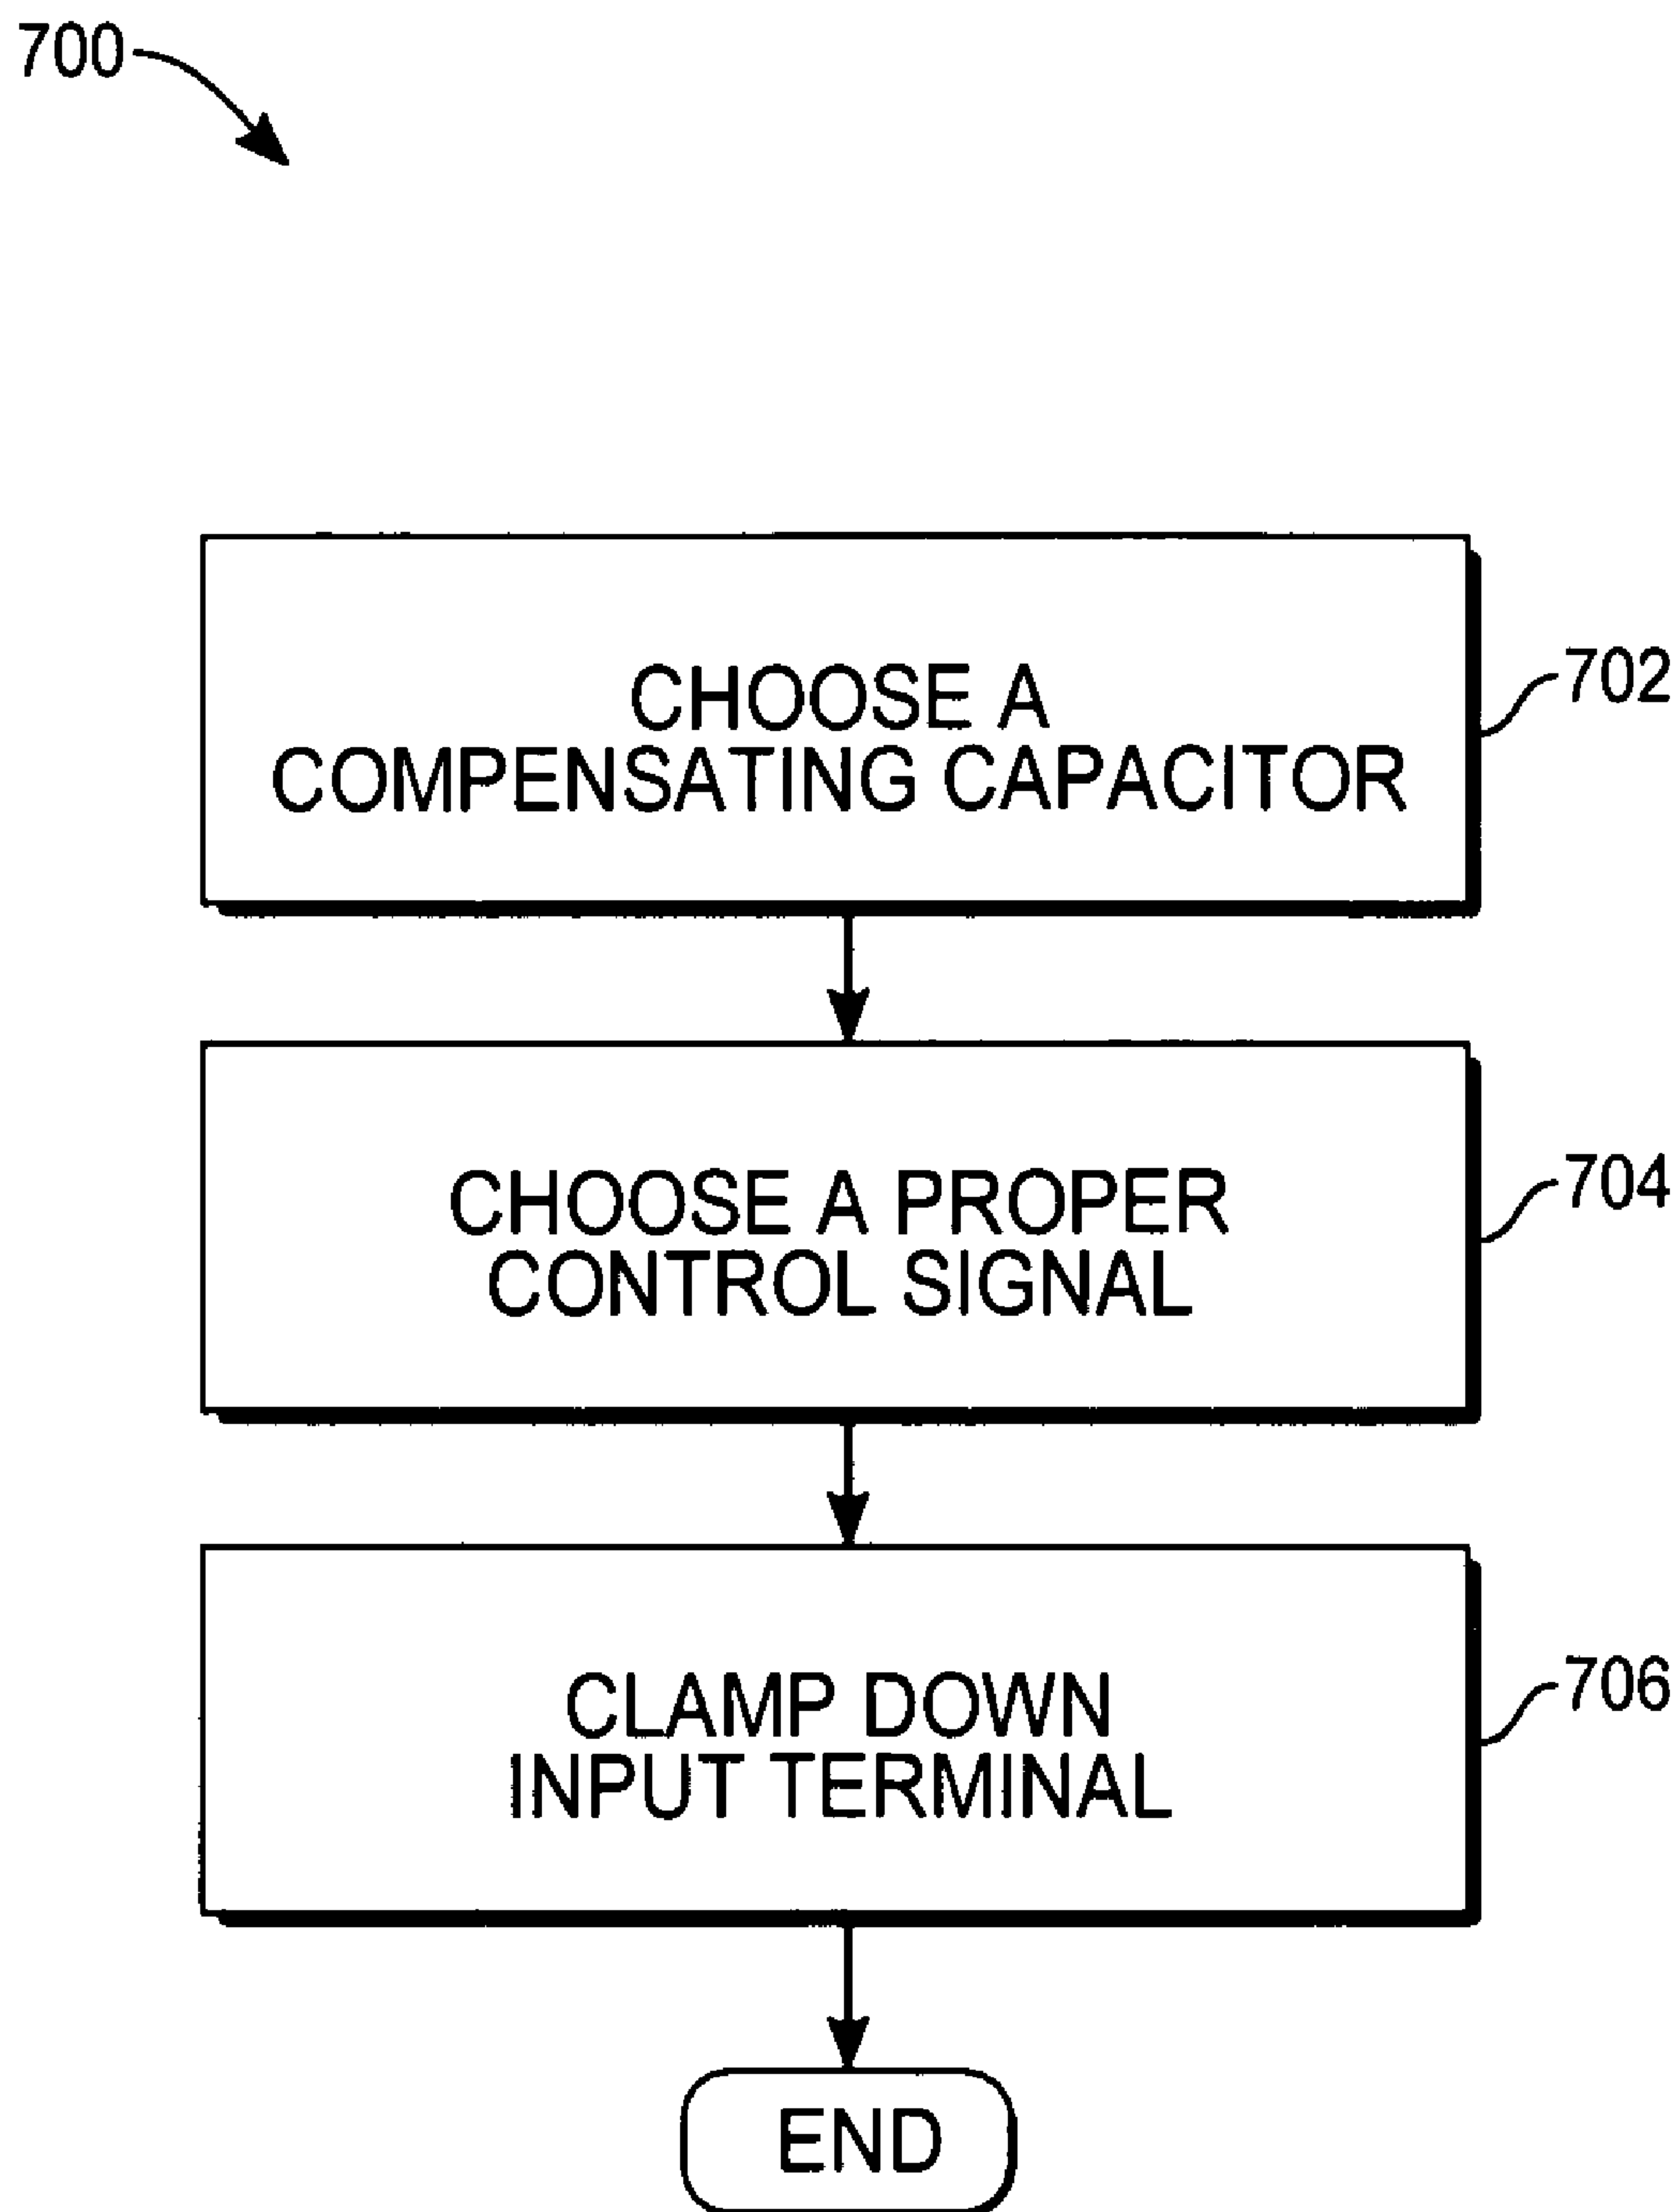 700
CHOOSE A
COMPENSATING CAPACITOR
702
CHOOSE A PROPER
CONTROL SIGNAL
704
CLAMP DOWN
INPUT TERMINAL
706
END